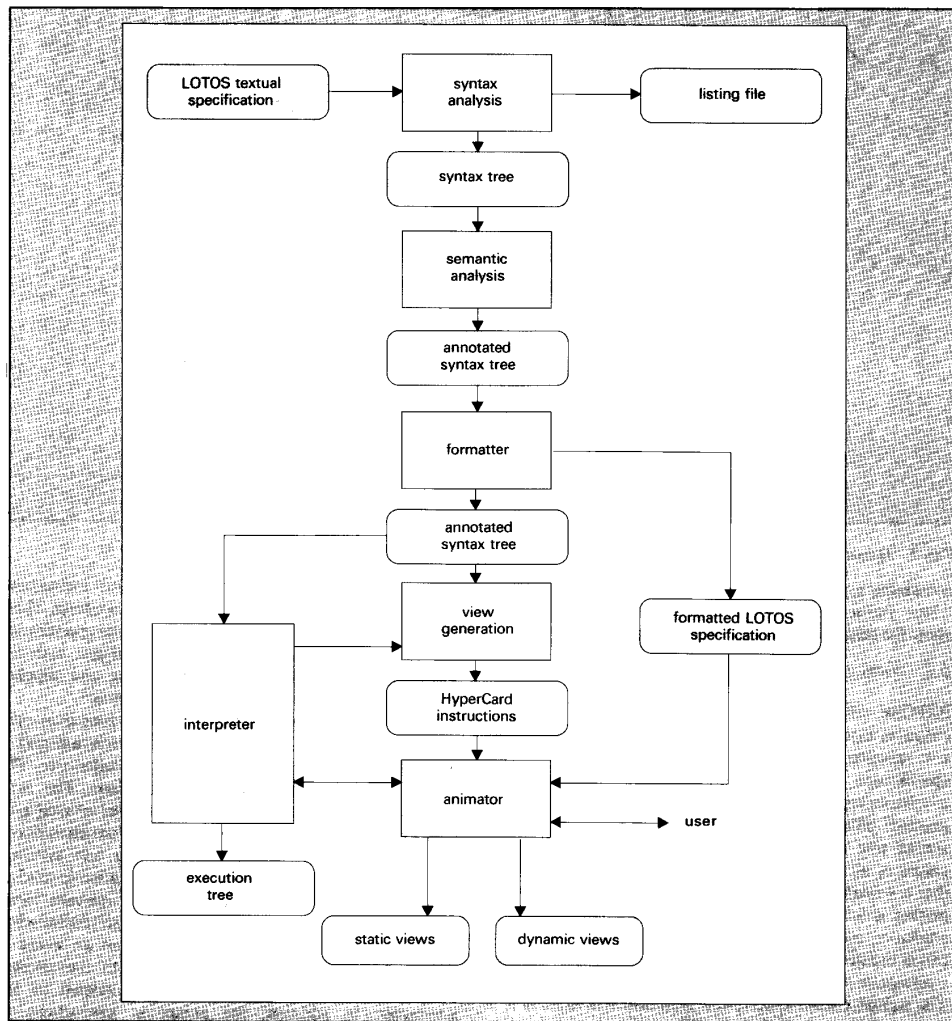 LOTOS textual
specification
syntax
analysis
listing file
syntax tree
semantic
analysis
annotated
syntax tree
formatter
annotated
syntax tree
view
generation
formatted LOTOS
specification
HyperCard
instructions
interpreter
animator
user
execution
tree
static views
dynamic views